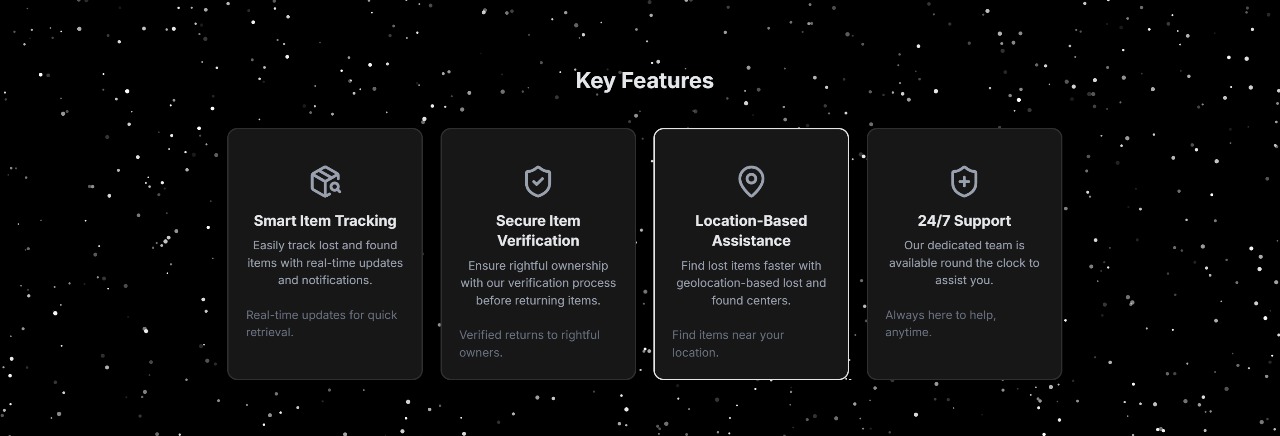 Key Features
Smart Item Tracking
Easily track lost and found
items with real-time updates
and notifications.
Real-time updates for quick
retrieval.
Secure Item
Verification
Ensure rightful ownership
with our verification process
before returning items.
Verified returns to rightful
owners.
Location-Based
Assistance
Find lost items faster with
geolocation-based lost and
found centers.
Find items near your
location.
24/7 Support
Our dedicated team is
available round the clock to
assist you.
Always here to help,
anytime.